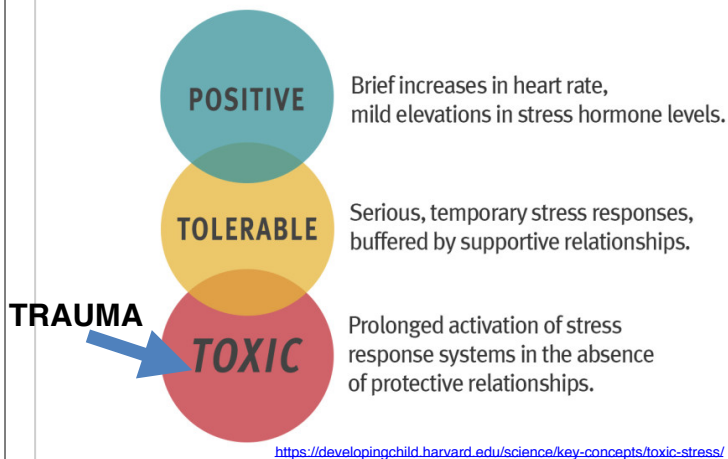 POSITIVE
Brief increases in heart rate,
mild elevations in stress hormone levels.
TOLERABLE
Serious, temporary stress responses,
buffered by supportive relationships.
TRAUMA
TOXIC
Prolonged activation of stress
response systems in the absence
of protective relationships.
https://developingchild.harvard.edu/science/key-concepts/toxic-stress/